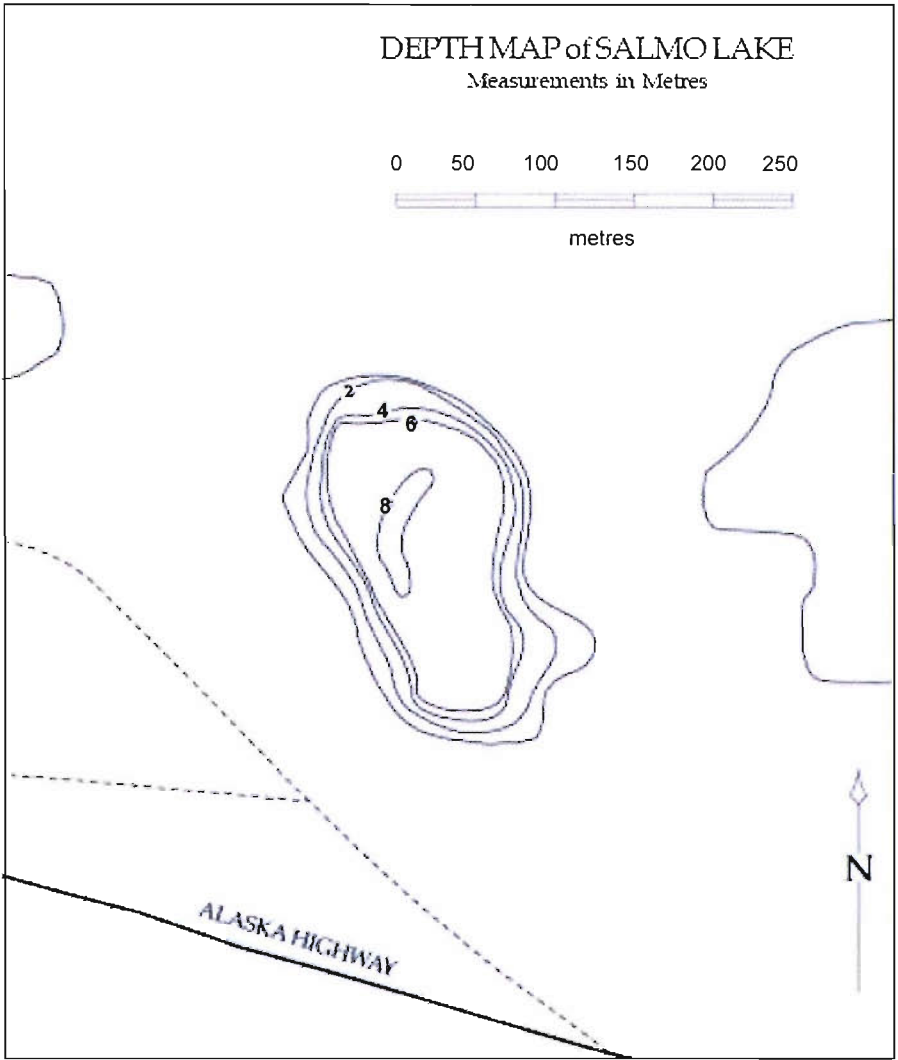 DEPTH MAP of SALMO LAKE
Measurements in Metres
0 50 100 150 200 250
metres
2
4
6
8
N
ALASKA HIGHWAY